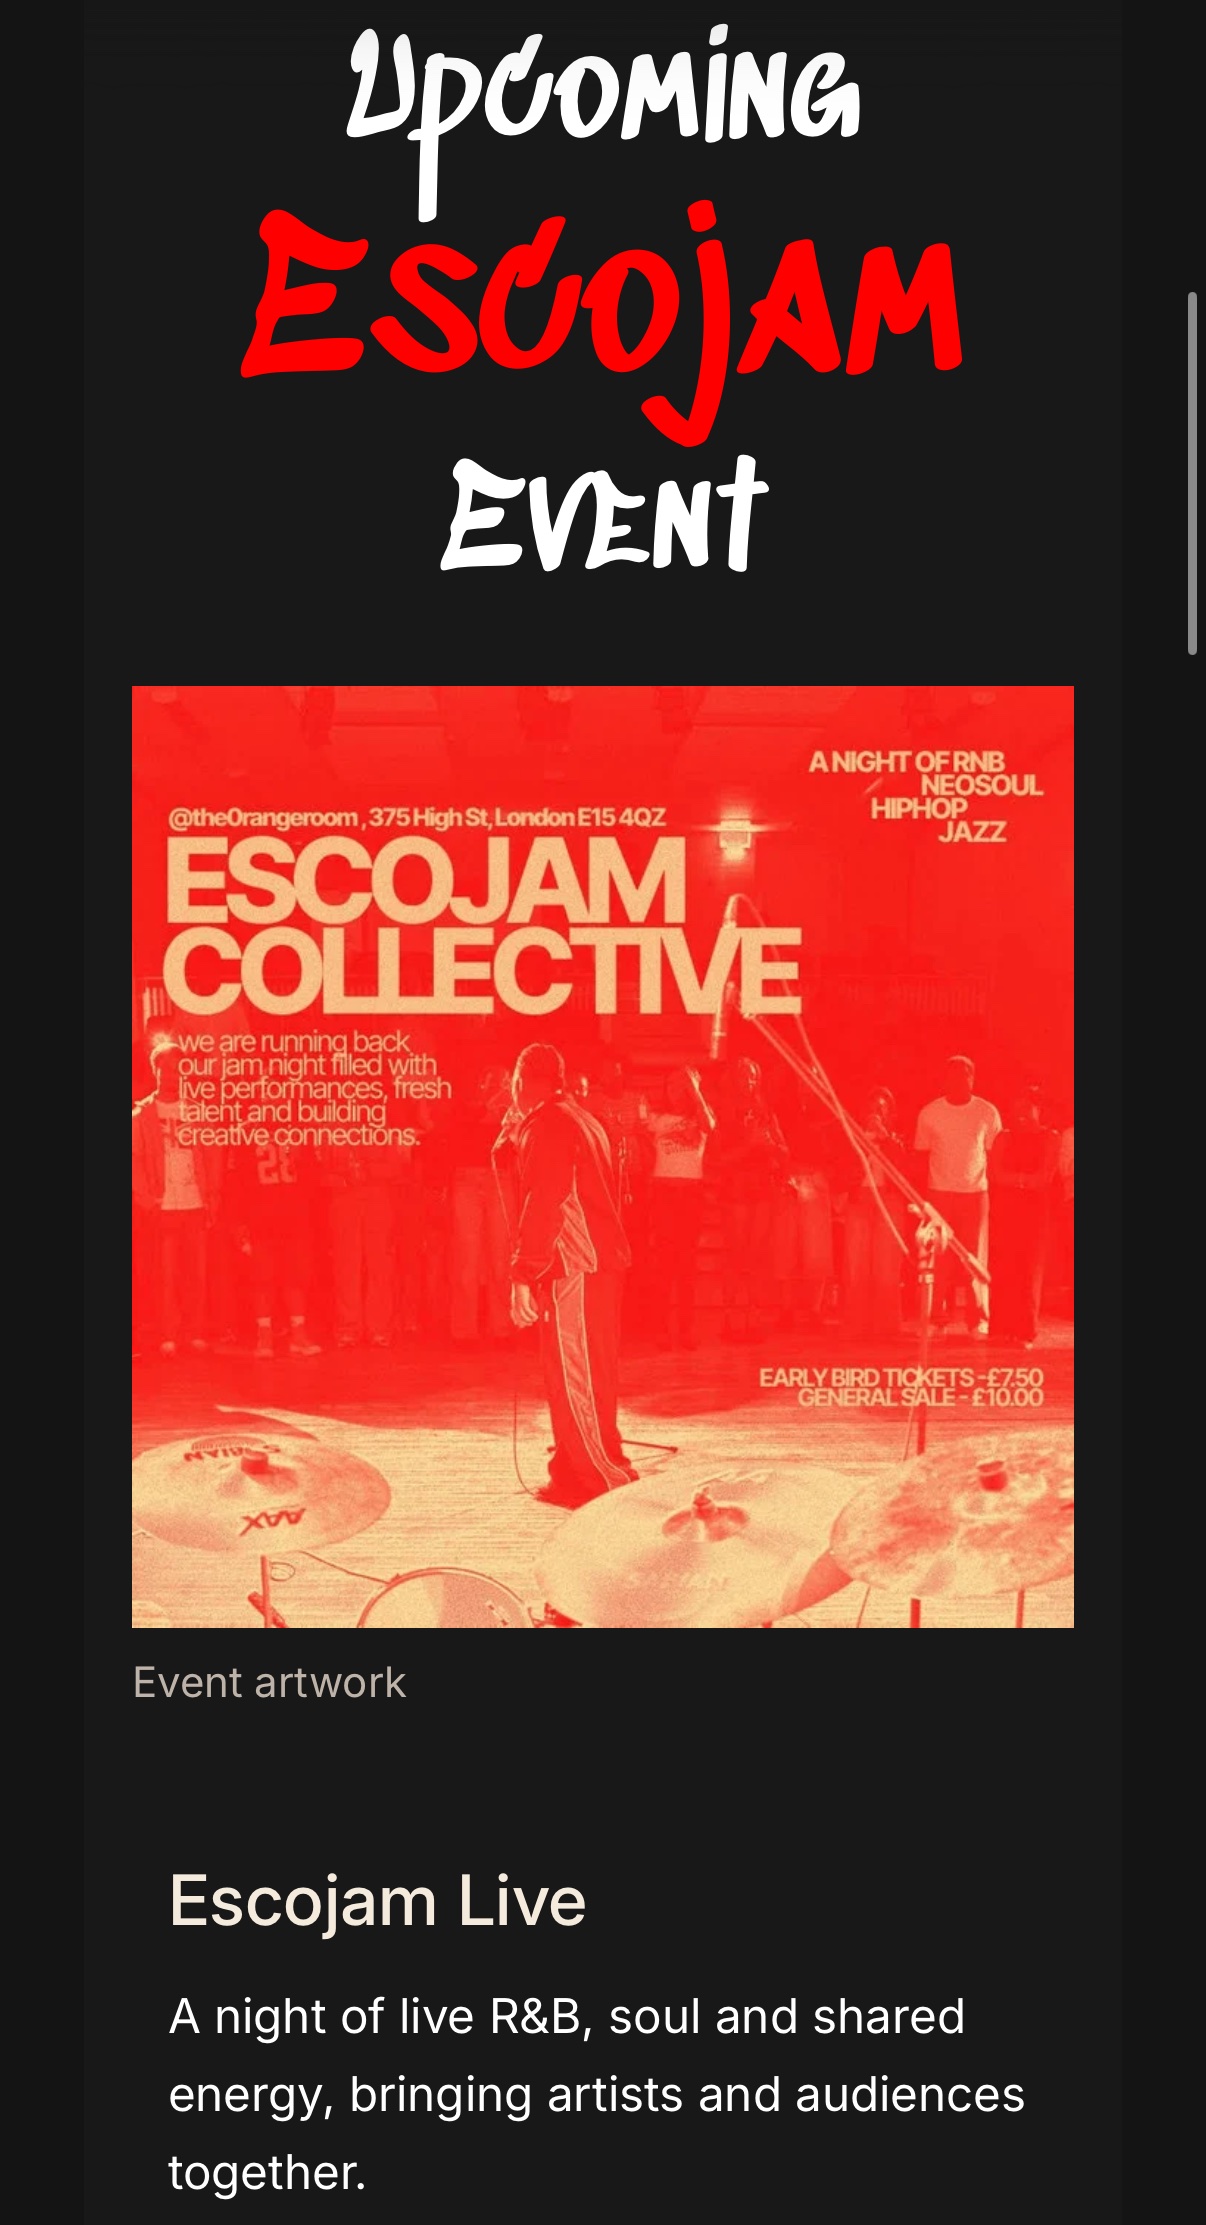 Upcoming
Escojam
Event
A NIGHT OF RNB
NEOSOUL
HIPHOP
JAZZ
@the0rangeroom , 375 High St, London E15 4QZ
ESCOJAM
COLLECTIVE
we are running back
our jam night filled with
live performances, fresh
talent and building
creative connections.
EARLY BIRD TICKETS -£7.50
GENERAL SALE - £10.00
SABIAN
AAX
Event artwork
Escojam Live
A night of live R&B, soul and shared
energy, bringing artists and audiences
together.